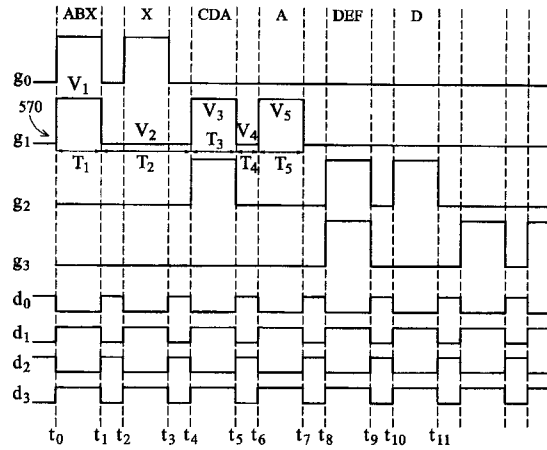 ABX X CDA A DEF D
g0
V1
570
V3 V5
V2 V4
g1
T3
T1 T2 T4 T5
g2
g3
d0
d1
d2
d3
t0 t1 t2 t3 t4 t5 t6 t7 t8 t9 t10 t11